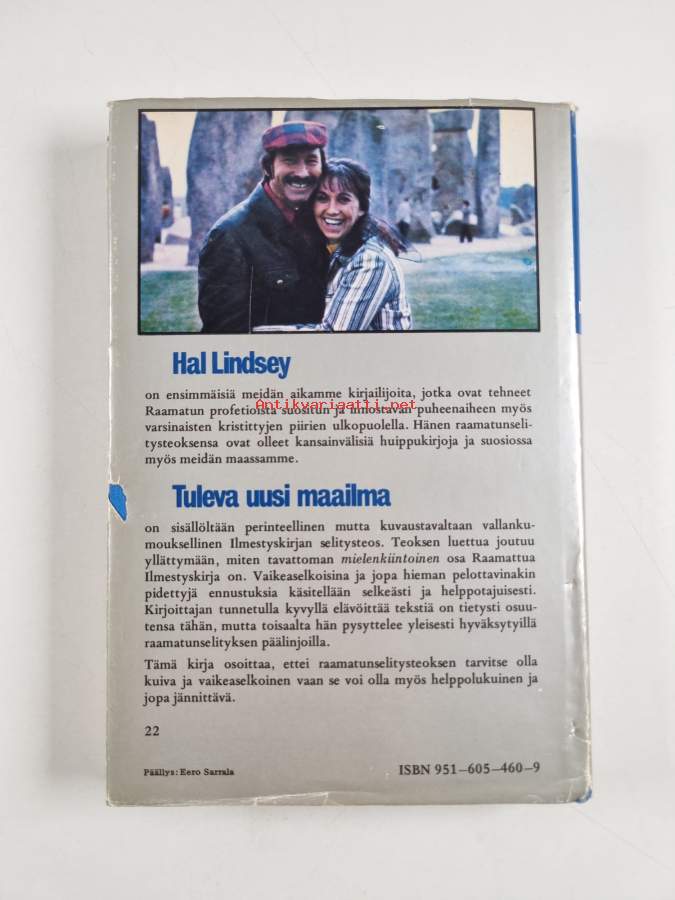 Hal Lindsey
on ensimmäisiä meidän aikamme kirjailijoita, jotka ovat tehneet
Antikvariaatti.net
Raamatun profetioista suositun ja innostavan puheenaiheen myös
varsinaisten kristittyjen piirien ulkopuolella. Hänen raamatunseli-
tysteoksensa ovat olleet kansainvälisiä huippukirjoja ja suosiossa
myös meidän maassamme.
Tuleva uusi maailma
on sisällöltään perinteellinen mutta kuvaustavaltaan vallanku-
mouksellinen Ilmestyskirjan selitysteos. Teoksen luettua joutuu
yllättymään, miten tavattoman mielenkiintoinen osa Raamattua
Ilmestyskirja on. Vaikeaselkoisina ja jopa hieman pelottavinakin
pidettyjä ennustuksia käsitellään selkeästi ja helppotajuisesti.
Kirjoittajan tunnetulla kyvyllä elävöittää tekstiä on tietysti osuu-
tensa tähän, mutta toisaalta hän pysyttelee yleisesti hyväksytyillä
raamatunselityksen päälinjoilla.
Tämä kirja osoittaa, ettei raamatunselitysteoksen tarvitse olla
kuiva ja vaikeaselkoinen vaan se voi olla myös helppolukuinen ja
jopa jännittävä.
22
Päällys: Eero Sarrala
ISBN 951–605–460–9